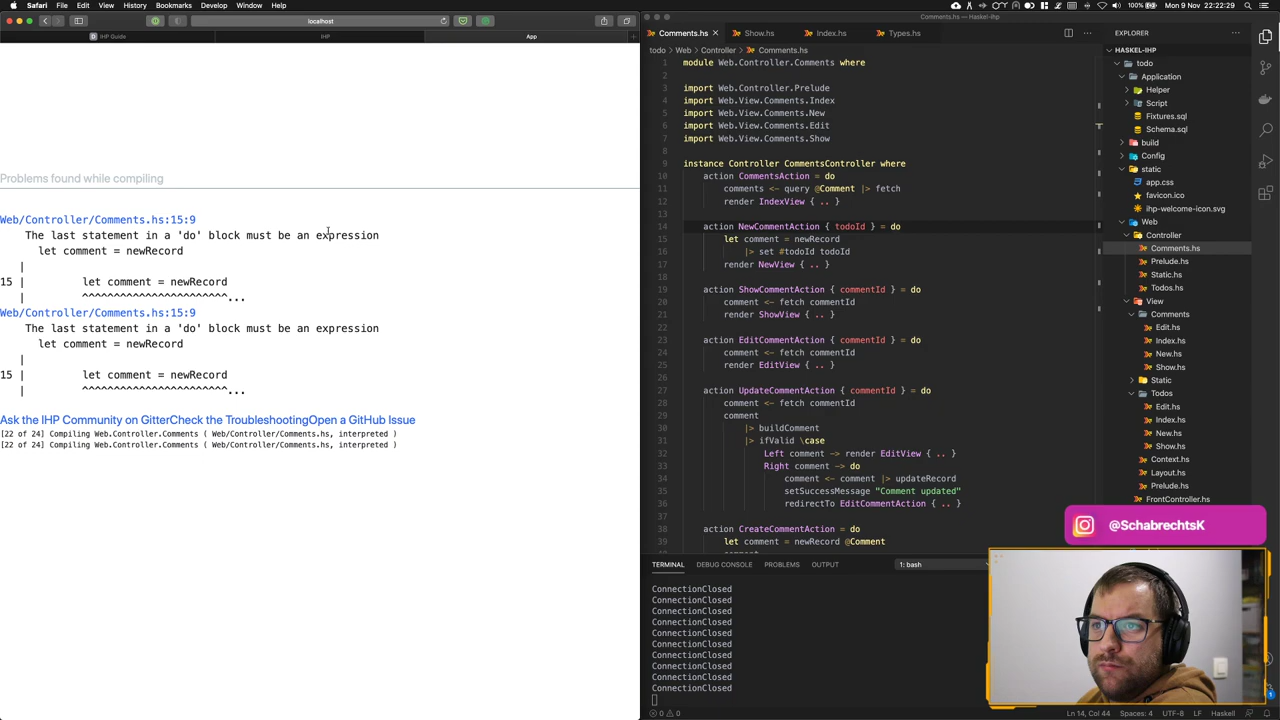 Safari File Edit View History Bookmarks Develop Window Help
100% Mon 9 Nov 22:22:29
localhost
IHP Guide IHP App
Problems found while compiling
Web/Controller/Comments.hs:15:9
The last statement in a 'do' block must be an expression
let comment = newRecord
|
15 | let comment = newRecord
| ^^^^^^^^^^^^^^^^^^^^^^^...
Web/Controller/Comments.hs:15:9
The last statement in a 'do' block must be an expression
let comment = newRecord
|
15 | let comment = newRecord
| ^^^^^^^^^^^^^^^^^^^^^^^...
Ask the IHP Community on GitterCheck the TroubleshootingOpen a GitHub Issue
[22 of 24] Compiling Web.Controller.Comments ( Web/Controller/Comments.hs, interpreted )
[22 of 24] Compiling Web.Controller.Comments ( Web/Controller/Comments.hs, interpreted )
Comments.hs — Haskel-ihp
Comments.hs Show.hs Index.hs Types.hs
todo > Web > Controller > Comments.hs
1 module Web.Controller.Comments where
2
3 import Web.Controller.Prelude
4 import Web.View.Comments.Index
5 import Web.View.Comments.New
6 import Web.View.Comments.Edit
7 import Web.View.Comments.Show
8
9 instance Controller CommentsController where
10 action CommentsAction = do
11 comments <- query @Comment |> fetch
12 render IndexView { .. }
13
14 action NewCommentAction { todoId } = do
15 let comment = newRecord
16 |> set #todoId todoId
17 render NewView { .. }
18
19 action ShowCommentAction { commentId } = do
20 comment <- fetch commentId
21 render ShowView { .. }
22
23 action EditCommentAction { commentId } = do
24 comment <- fetch commentId
25 render EditView { .. }
26
27 action UpdateCommentAction { commentId } = do
28 comment <- fetch commentId
29 comment
30 |> buildComment
31 |> ifValid \case
32 Left comment -> render EditView { .. }
33 Right comment -> do
34 comment <- comment |> updateRecord
35 setSuccessMessage "Comment updated"
36 redirectTo EditCommentAction { .. }
37
38 action CreateCommentAction = do
39 let comment = newRecord @Comment
comment
TERMINAL DEBUG CONSOLE PROBLEMS OUTPUT 1: bash
ConnectionClosed
ConnectionClosed
ConnectionClosed
ConnectionClosed
ConnectionClosed
ConnectionClosed
ConnectionClosed
ConnectionClosed
ConnectionClosed
ConnectionClosed
EXPLORER
HASKEL-IHP
todo
Application
Helper
Script
Fixtures.sql
Schema.sql
build
Config
static
app.css
favicon.ico
ihp-welcome-icon.svg
Web
Controller
Comments.hs
Prelude.hs
Static.hs
Todos.hs
View
Comments
Edit.hs
Index.hs
New.hs
Show.hs
Static
Todos
Edit.hs
Index.hs
New.hs
Show.hs
Context.hs
Layout.hs
Prelude.hs
FrontController.hs
@SchabrechtsK
0 0 Ln 14, Col 44 Spaces: 4 UTF-8 LF Haskell